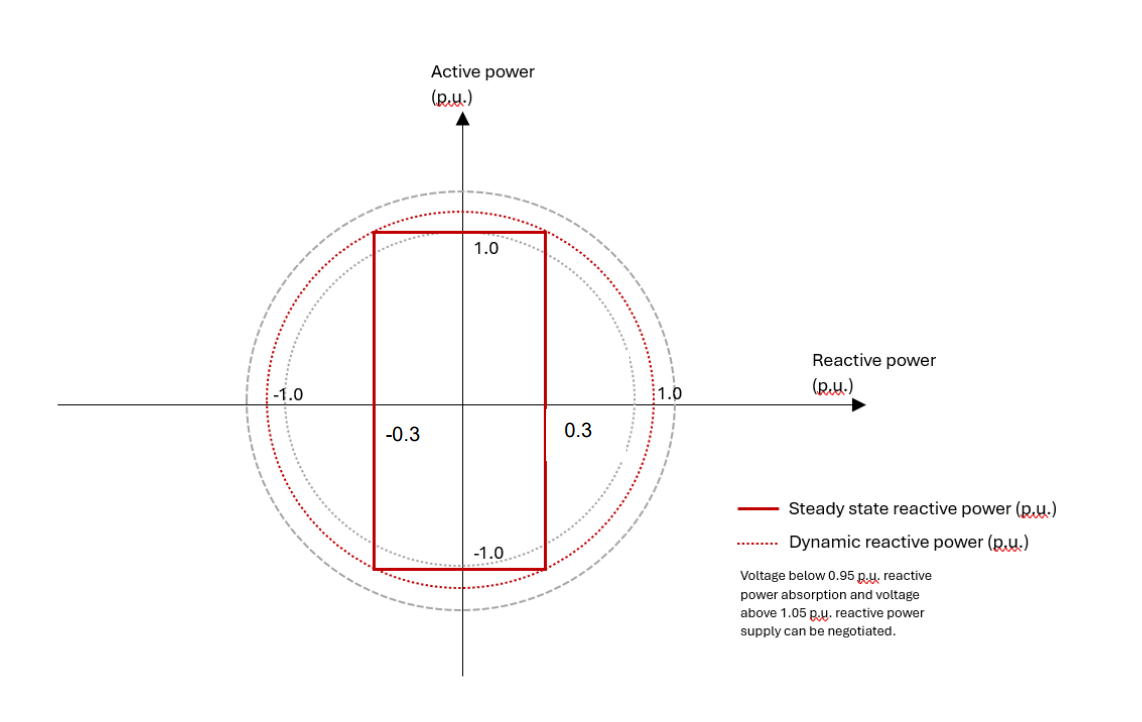 Active power
(p.u.)
1.0
Reactive power
(p.u.)
-1.0
1.0
-0.3
0.3
-1.0
Steady state reactive power (p.u.)
Dynamic reactive power (p.u.)
Voltage below 0.95 p.u. reactive
power absorption and voltage
above 1.05 p.u. reactive power
supply can be negotiated.